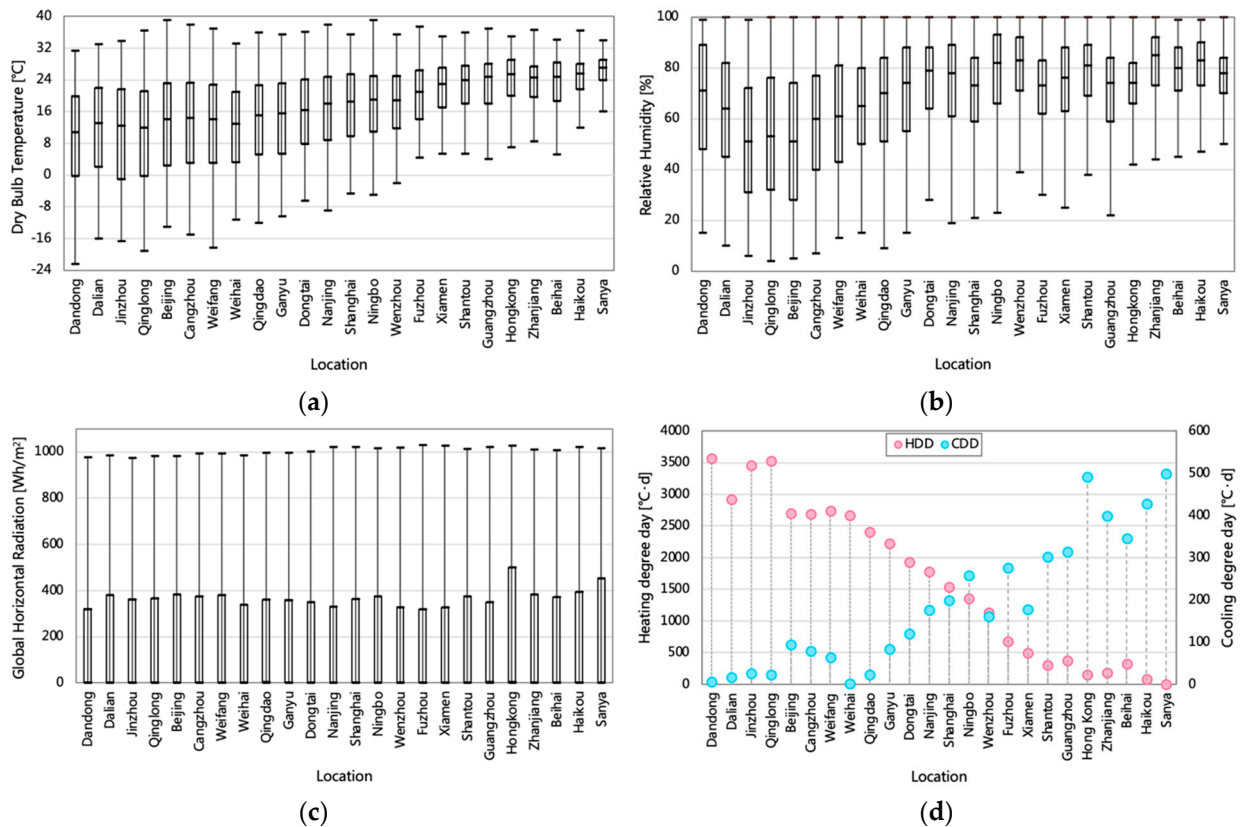 40
32
24
16
8
0
-8
-16
-24
Dry Bulb Temperature [°C]
Dandong
Dalian
Jinzhou
Qinglong
Beijing
Cangzhou
Weifang
Weihai
Qingdao
Ganyu
Dongtai
Nanjing
Shanghai
Ningbo
Wenzhou
Fuzhou
Xiamen
Shantou
Guangzhou
Hongkong
Zhanjiang
Beihai
Haikou
Sanya
Location
(a)
100
80
60
40
20
0
Relative Humidity [%]
Dandong
Dalian
Jinzhou
Qinglong
Beijing
Cangzhou
Weifang
Weihai
Qingdao
Ganyu
Dongtai
Nanjing
Shanghai
Ningbo
Wenzhou
Fuzhou
Xiamen
Shantou
Guangzhou
Hongkong
Zhanjiang
Beihai
Haikou
Sanya
Location
(b)
1000
800
600
400
200
0
Global Horizontal Radiation [Wh/m²]
Dandong
Dalian
Jinzhou
Qinglong
Beijing
Cangzhou
Weifang
Weihai
Qingdao
Ganyu
Dongtai
Nanjing
Shanghai
Ningbo
Wenzhou
Fuzhou
Xiamen
Shantou
Guangzhou
Hongkong
Zhanjiang
Beihai
Haikou
Sanya
Location
(c)
HDD CDD
4000
3500
3000
2500
2000
1500
1000
500
0
Heating degree day [°C·d]
600
500
400
300
200
100
0
Cooling degree day [°C·d]
Dandong
Dalian
Jinzhou
Qinglong
Beijing
Cangzhou
Weifang
Weihai
Qingdao
Ganyu
Dongtai
Nanjing
Shanghai
Ningbo
Wenzhou
Fuzhou
Xiamen
Shantou
Guangzhou
Hong Kong
Zhanjiang
Beihai
Haikou
Sanya
Location
(d)